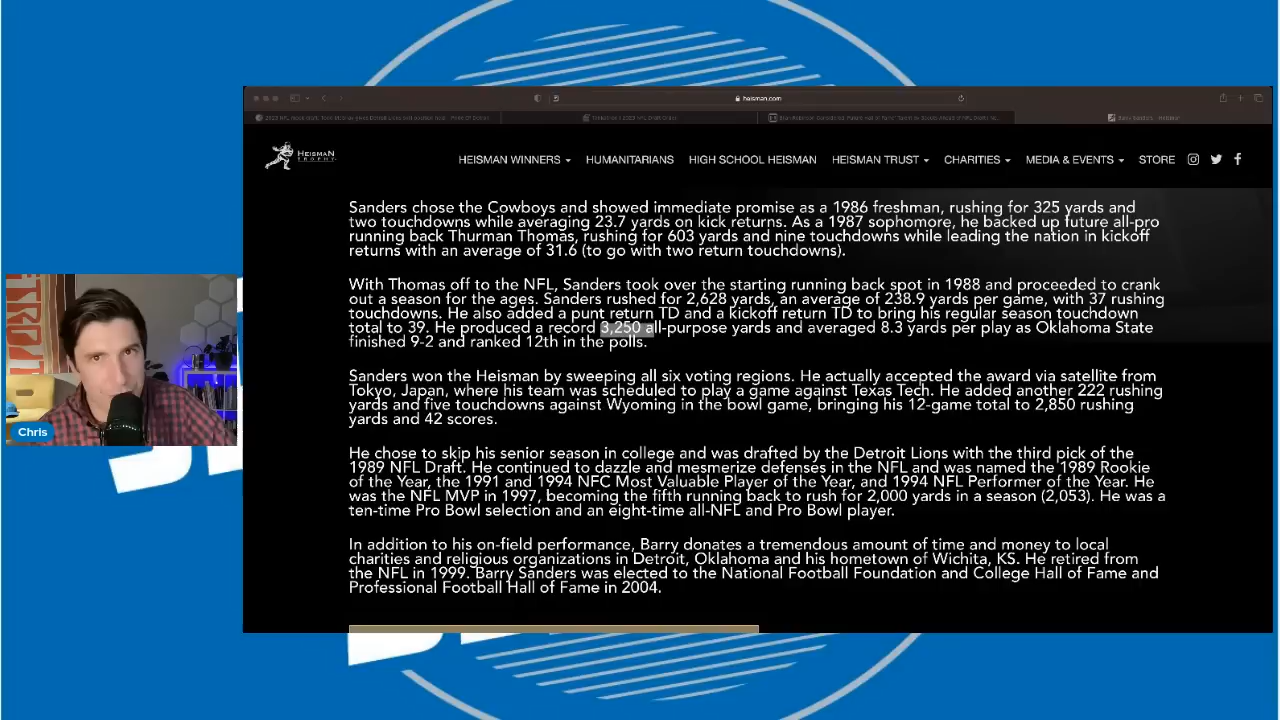 heisman.com
Barry Sanders - Heisman
HEISMAN
TROPHY
HEISMAN WINNERS
HUMANITARIANS
HIGH SCHOOL HEISMAN
HEISMAN TRUST
CHARITIES
MEDIA & EVENTS
STORE
Sanders chose the Cowboys and showed immediate promise as a 1986 freshman, rushing for 325 yards and
two touchdowns while averaging 23.7 yards on kick returns. As a 1987 sophomore, he backed up future all-pro
running back Thurman Thomas, rushing for 603 yards and nine touchdowns while leading the nation in kickoff
returns with an average of 31.6 (to go with two return touchdowns).
With Thomas off to the NFL, Sanders took over the starting running back spot in 1988 and proceeded to crank
out a season for the ages. Sanders rushed for 2,628 yards, an average of 238.9 yards per game, with 37 rushing
touchdowns. He also added a punt return TD and a kickoff return TD to bring his regular season touchdown
total to 39. He produced a record 3,250 all-purpose yards and averaged 8.3 yards per play as Oklahoma State
finished 9-2 and ranked 12th in the polls.
Sanders won the Heisman by sweeping all six voting regions. He actually accepted the award via satellite from
Tokyo, Japan, where his team was scheduled to play a game against Texas Tech. He added another 222 rushing
yards and five touchdowns against Wyoming in the bowl game, bringing his 12-game total to 2,850 rushing
yards and 42 scores.
He chose to skip his senior season in college and was drafted by the Detroit Lions with the third pick of the
1989 NFL Draft. He continued to dazzle and mesmerize defenses in the NFL and was named the 1989 Rookie
of the Year, the 1991 and 1994 NFC Most Valuable Player of the Year, and 1994 NFL Performer of the Year. He
was the NFL MVP in 1997, becoming the fifth running back to rush for 2,000 yards in a season (2,053). He was a
ten-time Pro Bowl selection and an eight-time all-NFL and Pro Bowl player.
In addition to his on-field performance, Barry donates a tremendous amount of time and money to local
charities and religious organizations in Detroit, Oklahoma and his hometown of Wichita, KS. He retired from
the NFL in 1999. Barry Sanders was elected to the National Football Foundation and College Hall of Fame and
Professional Football Hall of Fame in 2004.
Chris